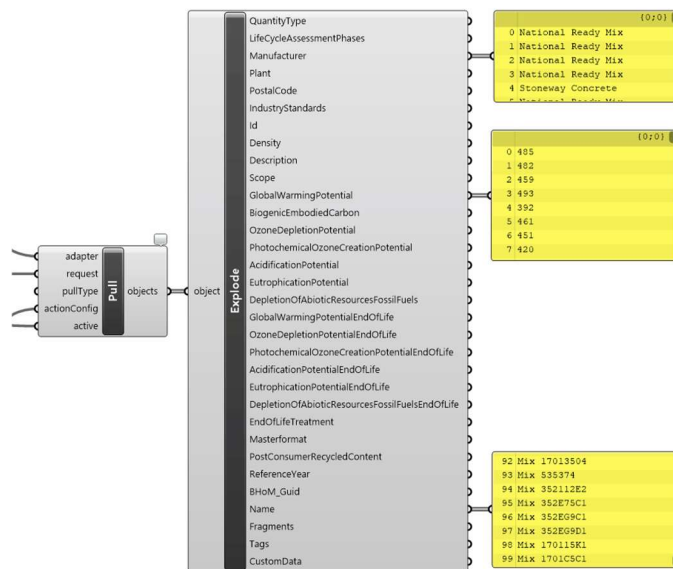 QuantityType
LifeCycleAssessmentPhases
Manufacturer
Plant
PostalCode
IndustryStandards
Id
Density
Description
Scope
GlobalWarmingPotential
BiogenicEmbodiedCarbon
OzoneDepletionPotential
PhotochemicalOzoneCreationPotential
AcidificationPotential
EutrophicationPotential
DepletionOfAbioticResourcesFossilFuels
GlobalWarmingPotentialEndOfLife
OzoneDepletionPotentialEndOfLife
PhotochemicalOzoneCreationPotentialEndOfLife
AcidificationPotentialEndOfLife
EutrophicationPotentialEndOfLife
DepletionOfAbioticResourcesFossilFuelsEndOfLife
EndOfLifeTreatment
Masterformat
PostConsumerRecycledContent
ReferenceYear
BHoM_Guid
Name
Fragments
Tags
CustomData
adapter
request
pullType
actionConfig
active
Pull
objects
object
Explode
{0;0}
0 National Ready Mix
1 National Ready Mix
2 National Ready Mix
3 National Ready Mix
4 Stoneway Concrete
5 National Ready Mix
{0;0}
0 485
1 482
2 459
3 493
4 392
5 461
6 451
7 420
92 Mix 17013504
93 Mix 535374
94 Mix 352112E2
95 Mix 352E75C1
96 Mix 352EG9C1
97 Mix 352EG9D1
98 Mix 170115K1
99 Mix 1701C5C1